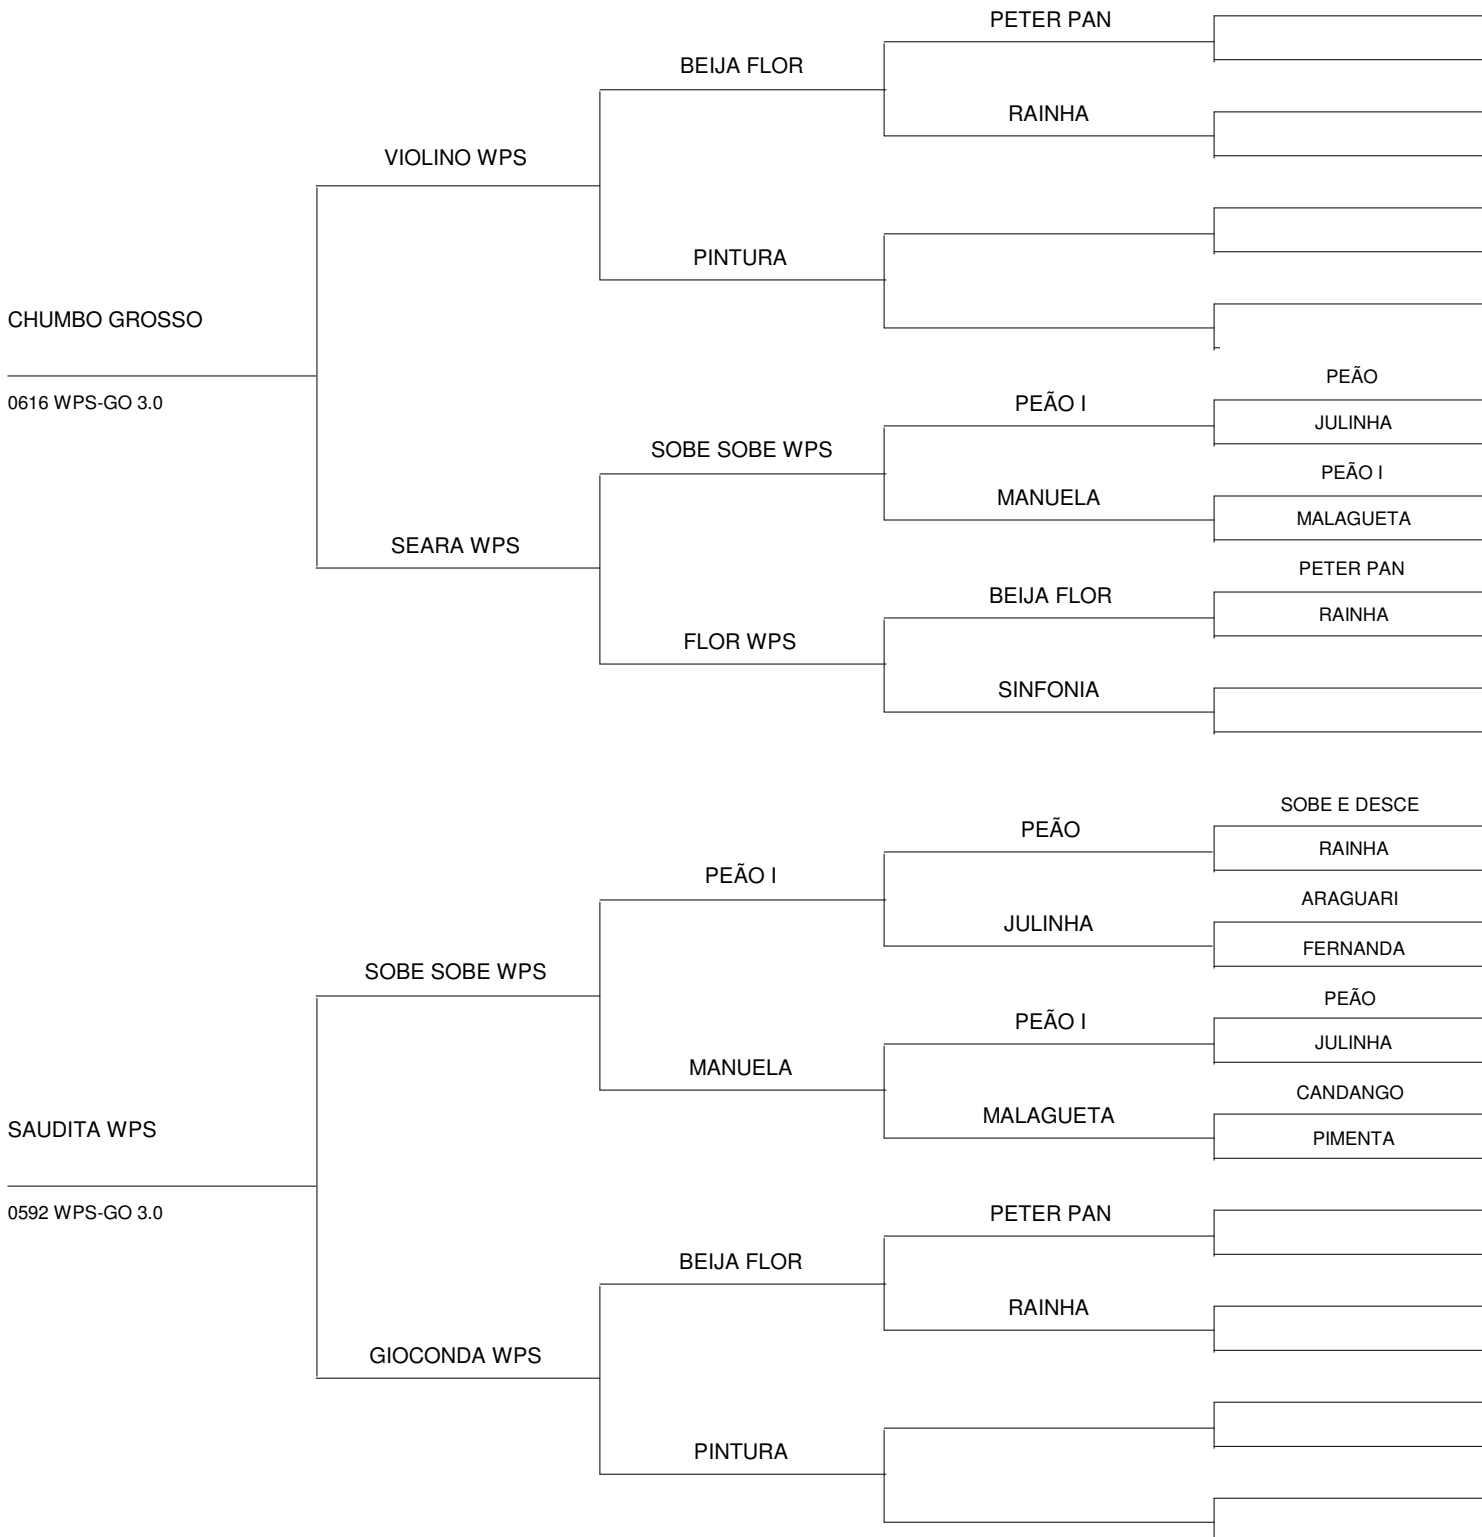 PETER PAN
BEIJA FLOR
RAINHA
VIOLINO WPS
PINTURA
CHUMBO GROSSO
0616 WPS-GO 3.0
PEÃO
PEÃO I
JULINHA
SOBE SOBE WPS
PEÃO I
MANUELA
MALAGUETA
SEARA WPS
PETER PAN
BEIJA FLOR
RAINHA
FLOR WPS
SINFONIA
SOBE E DESCE
PEÃO
RAINHA
PEÃO I
ARAGUARI
JULINHA
FERNANDA
SOBE SOBE WPS
PEÃO
PEÃO I
JULINHA
MANUELA
CANDANGO
MALAGUETA
PIMENTA
SAUDITA WPS
0592 WPS-GO 3.0
PETER PAN
BEIJA FLOR
RAINHA
GIOCONDA WPS
PINTURA